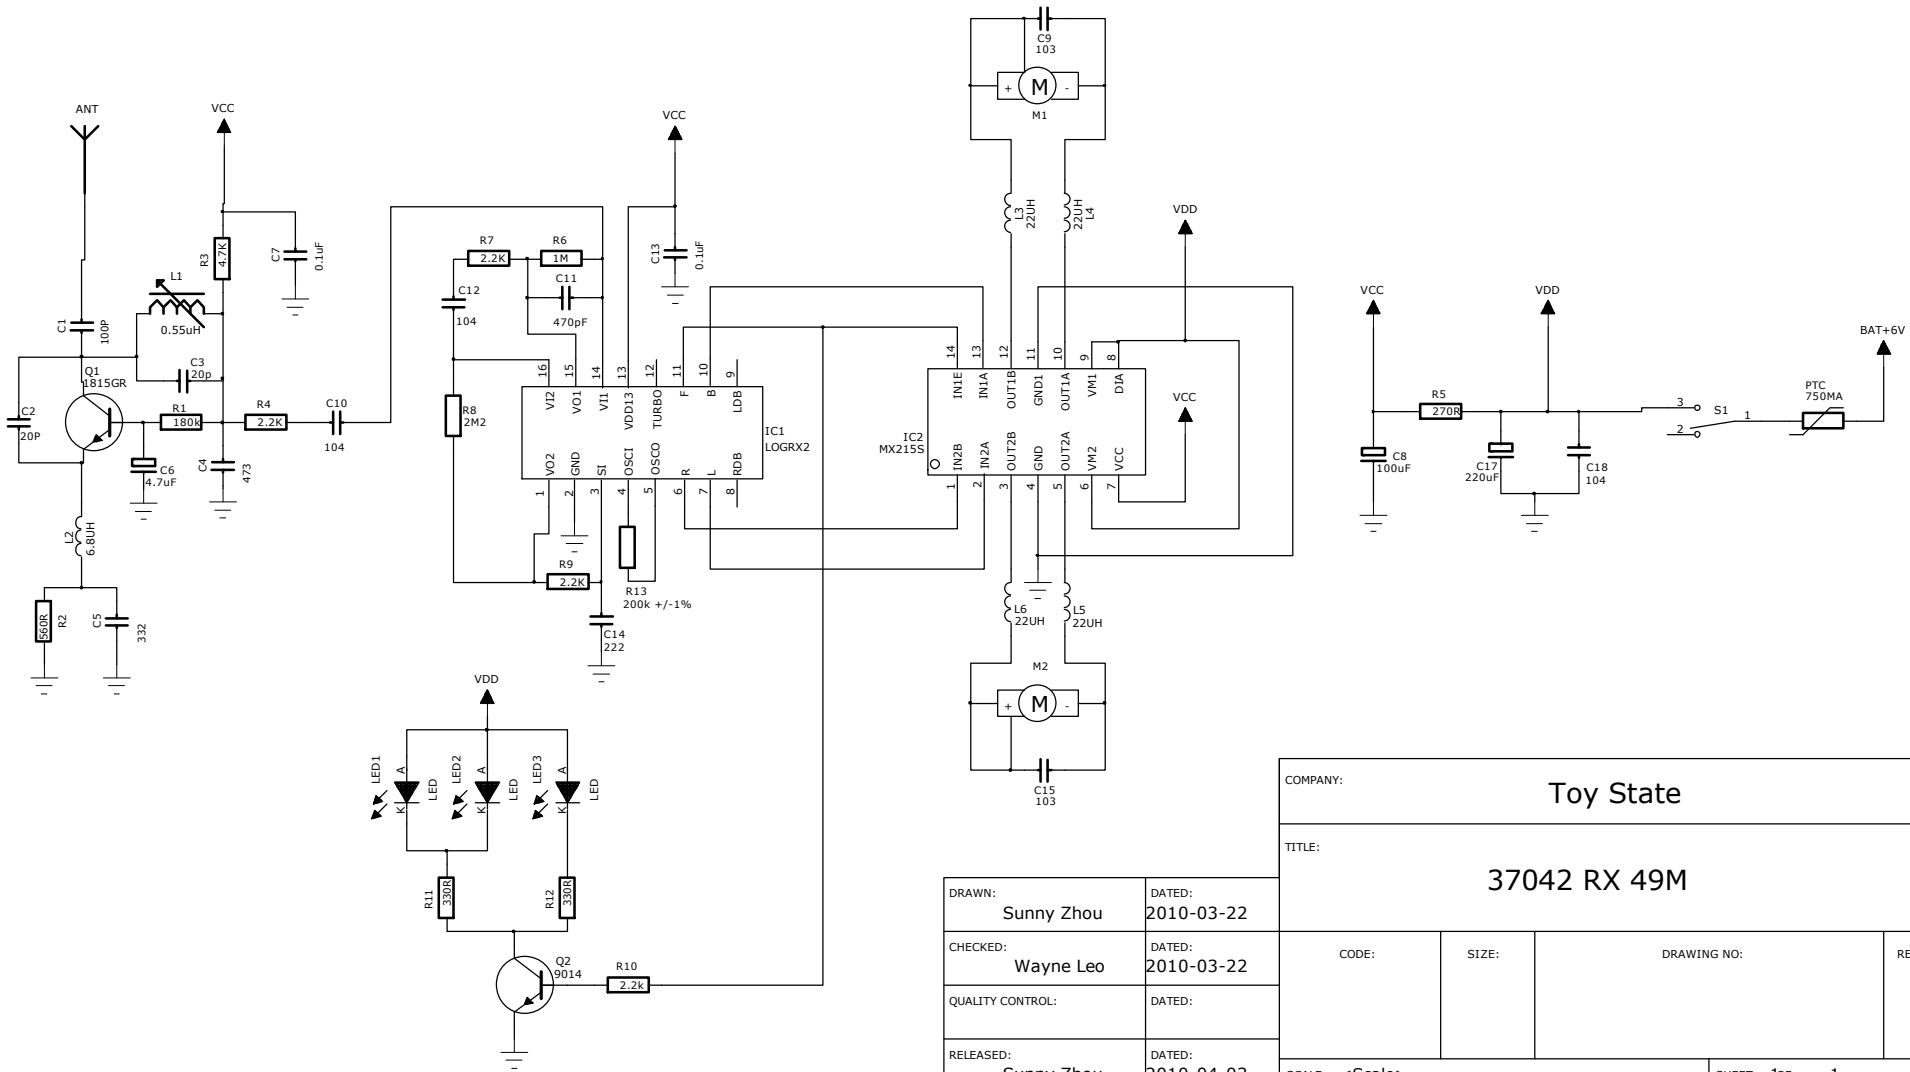 C9
103
+
M
-
M1
ANT
VCC
VCC
L3
22UH
22UH
L4
VDD
R3
4.7K
C7
0.1uF
R7
2.2K
R6
1M
C13
0.1uF
L1
0.55uH
C11
470pF
C12
104
VCC
VDD
BAT+6V
C1
100P
C3
20p
Q1
1815GR
16
15
14
13
12
11
10
9
VI2
VO1
VI1
VDD13
TURBO
F
B
LDB
14
13
12
11
10
9
8
IN1E
IN1A
OUT1B
GND1
OUT1A
VM1
DIA
VCC
PTC
750MA
C2
20P
R1
180k
R4
2.2K
C10
104
R8
2M2
IC1
LOGRX2
IC2
MX215S
R5
270R
3
S1
1
2
C6
4.7uF
C4
473
VO2
GND
SI
OSCI
OSCO
R
L
RDB
1
2
3
4
5
6
7
8
IN2B
IN2A
OUT2B
GND
OUT2A
VM2
VCC
1
2
3
4
5
6
7
C8
100uF
C17
220uF
C18
104
L2
6.8UH
R9
2.2K
R13
200k +/-1%
560R
R2
C5
332
C14
222
L6
22UH
L5
22UH
M2
+
M
-
C15
103
VDD
LED1
A
K
LED
LED2
A
K
LED
LED3
A
K
LED
R11
330R
R12
330R
Q2
9014
R10
2.2k
COMPANY:
Toy State
TITLE:
37042 RX 49M
DRAWN:
Sunny Zhou
DATED:
2010-03-22
CHECKED:
Wayne Leo
DATED:
2010-03-22
CODE:
SIZE:
DRAWING NO:
QUALITY CONTROL:
DATED:
RELEASED:
DATED: